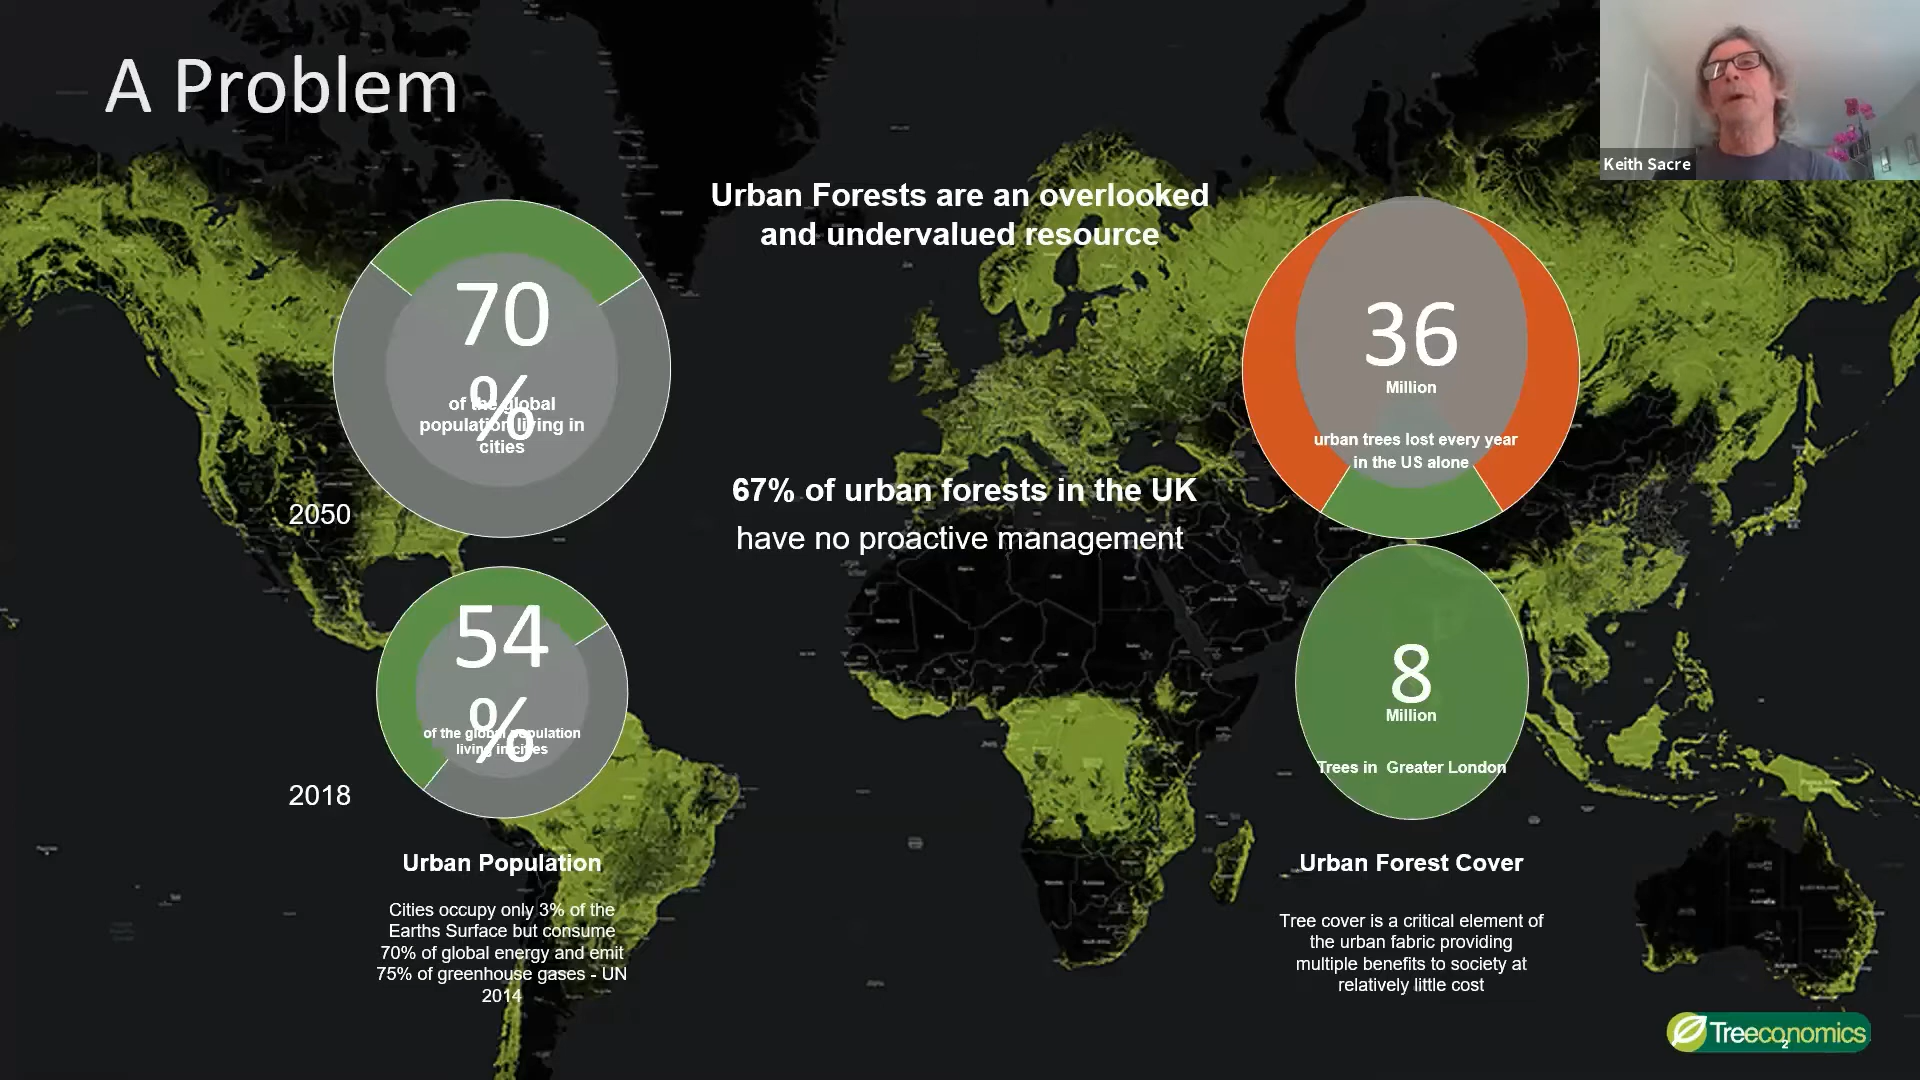 A Problem
Keith Sacre
Urban Forests are an overlooked
and undervalued resource
70
%
of the global
population living in
cities
2050
36
Million
urban trees lost every year
in the US alone
67% of urban forests in the UK
have no proactive management
54
%
of the global population
living in cities
2018
8
Million
Trees in  Greater London
Urban Population
Cities occupy only 3% of the
Earths Surface but consume
70% of global energy and emit
75% of greenhouse gases - UN
2014
Urban Forest Cover
Tree cover is a critical element of
the urban fabric providing
multiple benefits to society at
relatively little cost
Treeconomics
2